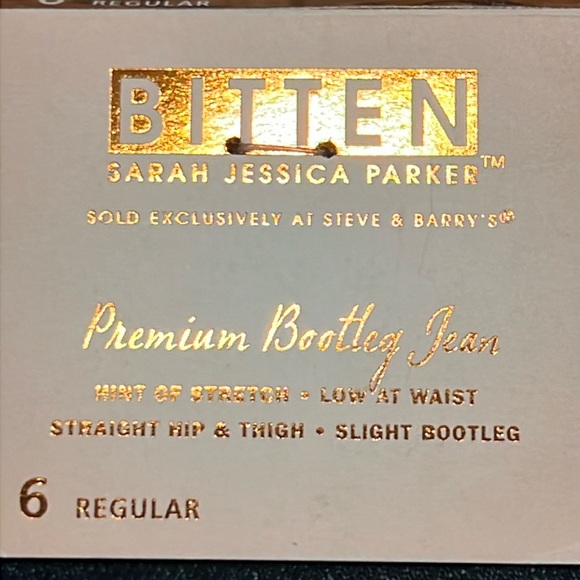 REGULAR
BITTEN
SARAH JESSICA PARKER™
SOLD EXCLUSIVELY AT STEVE & BARRY'S®
Premium Bootleg Jean
HINT OF STRETCH • LOW AT WAIST
STRAIGHT HIP & THIGH • SLIGHT BOOTLEG
6 REGULAR